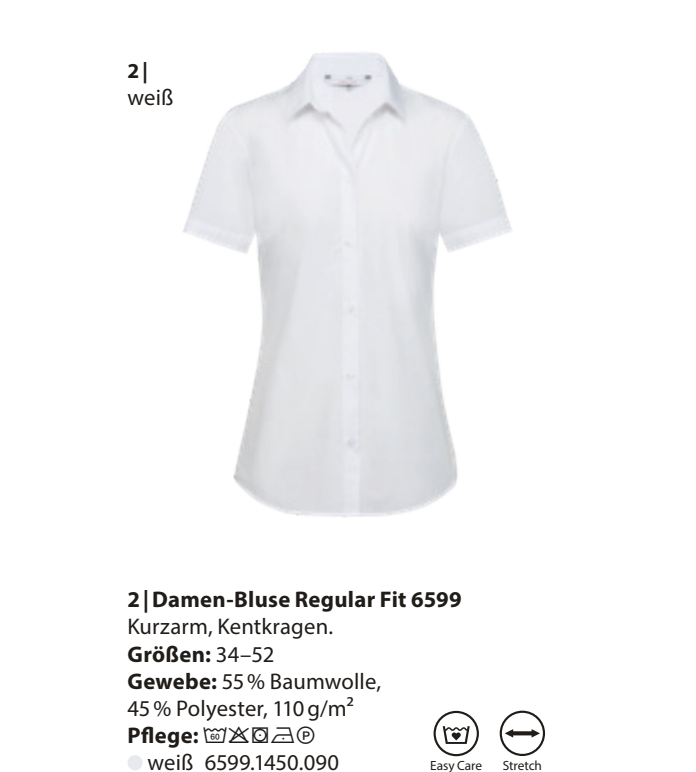 2|
weiß
2|Damen-Bluse Regular Fit 6599
Kurzarm, Kentkragen.
Größen: 34–52
Gewebe: 55 % Baumwolle,
45 % Polyester, 110 g/m²
Pflege: 60 P
weiß 6599.1450.090
Easy Care
Stretch